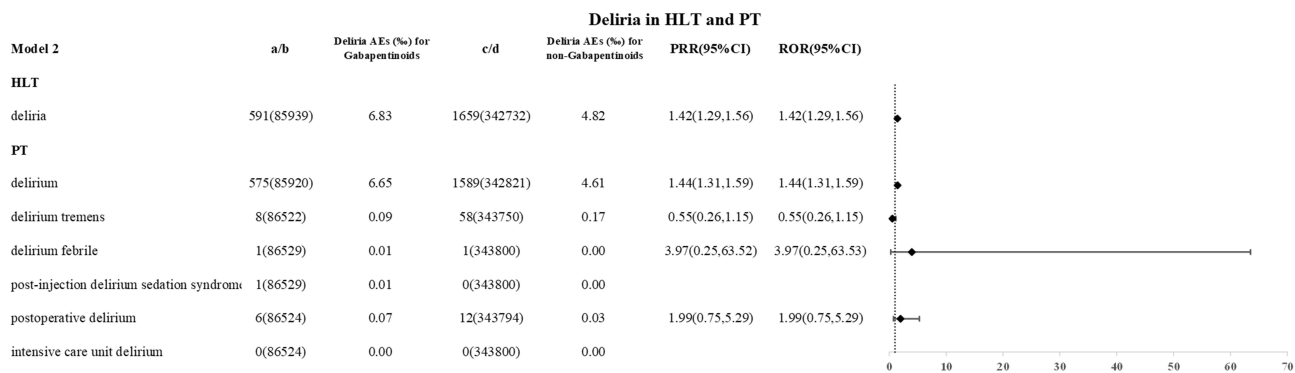 Deliria in HLT and PT
Model 2 a/b Deliria AEs (‰) for Gabapentinoids c/d Deliria AEs (‰) for non-Gabapentinoids PRR(95%CI) ROR(95%CI)
HLT
deliria 591(85939) 6.83 1659(342732) 4.82 1.42(1.29,1.56) 1.42(1.29,1.56)
PT
delirium 575(85920) 6.65 1589(342821) 4.61 1.44(1.31,1.59) 1.44(1.31,1.59)
delirium tremens 8(86522) 0.09 58(343750) 0.17 0.55(0.26,1.15) 0.55(0.26,1.15)
delirium febrile 1(86529) 0.01 1(343800) 0.00 3.97(0.25,63.52) 3.97(0.25,63.53)
post-injection delirium sedation syndrome 1(86529) 0.01 0(343800) 0.00
postoperative delirium 6(86524) 0.07 12(343794) 0.03 1.99(0.75,5.29) 1.99(0.75,5.29)
intensive care unit delirium 0(86524) 0.00 0(343800) 0.00
0 10 20 30 40 50 60 70